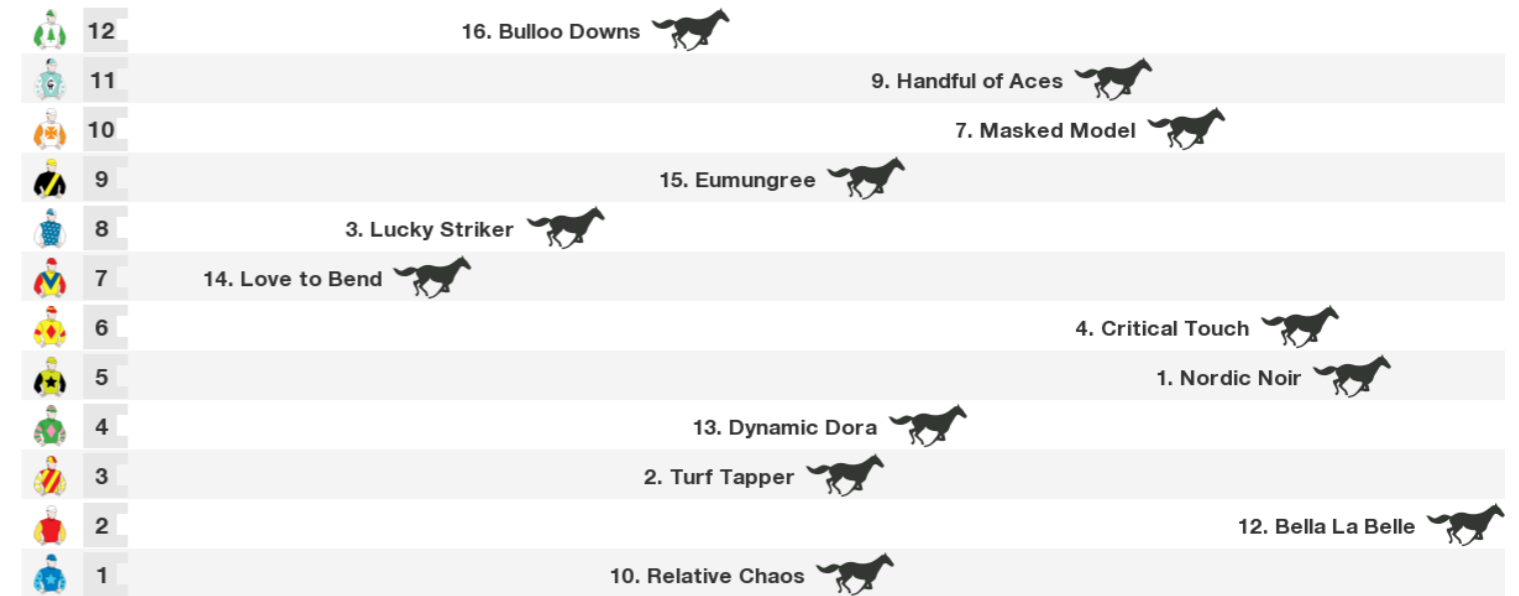 12 16. Bulloo Downs
11 9. Handful of Aces
10 7. Masked Model
9 15. Eumungree
8 3. Lucky Striker
7 14. Love to Bend
6 4. Critical Touch
5 1. Nordic Noir
4 13. Dynamic Dora
3 2. Turf Tapper
2 12. Bella La Belle
1 10. Relative Chaos